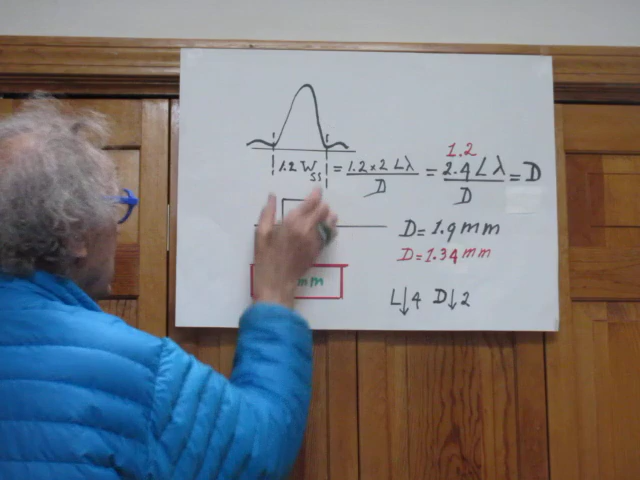 1.2
1.2 W_ss = 1.2 × 2 Lλ / D = 2.4 Lλ / D = D
D = 1.9 mm
D = 1.34 mm
L↓4 D↓2